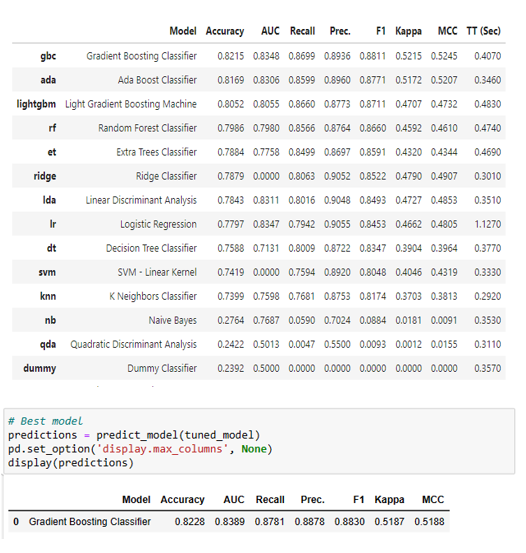 Model Accuracy AUC Recall Prec. F1 Kappa MCC TT (Sec)
gbc Gradient Boosting Classifier 0.8215 0.8348 0.8699 0.8936 0.8811 0.5215 0.5245 0.4070
ada Ada Boost Classifier 0.8169 0.8306 0.8599 0.8960 0.8771 0.5172 0.5207 0.3460
lightgbm Light Gradient Boosting Machine 0.8052 0.8055 0.8660 0.8773 0.8711 0.4707 0.4732 0.4830
rf Random Forest Classifier 0.7986 0.7980 0.8566 0.8764 0.8660 0.4592 0.4610 0.4740
et Extra Trees Classifier 0.7884 0.7758 0.8499 0.8697 0.8591 0.4320 0.4344 0.4690
ridge Ridge Classifier 0.7879 0.0000 0.8063 0.9052 0.8522 0.4790 0.4907 0.3010
lda Linear Discriminant Analysis 0.7843 0.8311 0.8016 0.9048 0.8493 0.4727 0.4853 0.3510
lr Logistic Regression 0.7797 0.8347 0.7942 0.9055 0.8453 0.4662 0.4805 1.1270
dt Decision Tree Classifier 0.7588 0.7131 0.8009 0.8722 0.8347 0.3904 0.3964 0.3770
svm SVM - Linear Kernel 0.7419 0.0000 0.7594 0.8920 0.8048 0.4046 0.4319 0.3330
knn K Neighbors Classifier 0.7399 0.7598 0.7681 0.8753 0.8174 0.3703 0.3813 0.2920
nb Naive Bayes 0.2764 0.7687 0.0590 0.7024 0.0884 0.0181 0.0091 0.3530
qda Quadratic Discriminant Analysis 0.2422 0.5013 0.0047 0.5500 0.0093 0.0012 0.0155 0.3110
dummy Dummy Classifier 0.2392 0.5000 0.0000 0.0000 0.0000 0.0000 0.0000 0.3570
# Best model
predictions = predict_model(tuned_model)
pd.set_option('display.max_columns', None)
display(predictions)
Model Accuracy AUC Recall Prec. F1 Kappa MCC
0 Gradient Boosting Classifier 0.8228 0.8389 0.8781 0.8878 0.8830 0.5187 0.5188